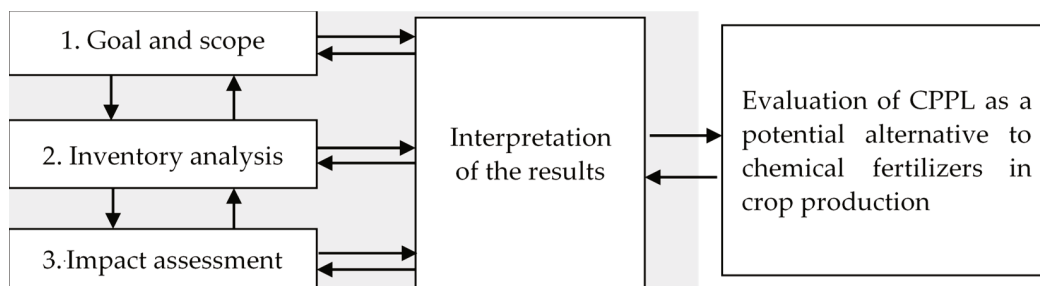 1. Goal and scope
2. Inventory analysis
3. Impact assessment
Interpretation
of the results
Evaluation of CPPL as a
potential alternative to
chemical fertilizers in
crop production